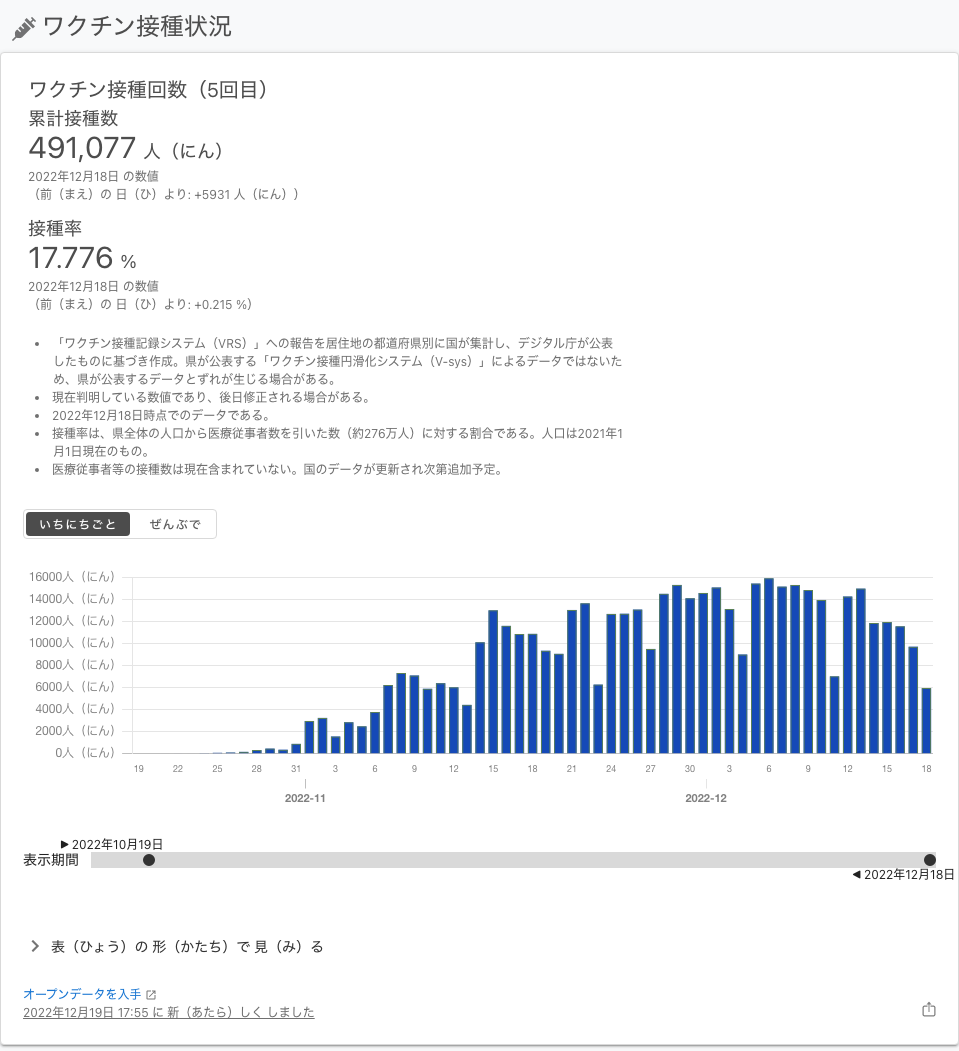 ワクチン接種状況
ワクチン接種回数（5回目）
累計接種数
491,077 人（にん）
2022年12月18日 の数値
（前（まえ）の 日（ひ）より: +5931 人（にん））
接種率
17.776 %
2022年12月18日 の数値
（前（まえ）の 日（ひ）より: +0.215 %）
• 「ワクチン接種記録システム（VRS）」への報告を居住地の都道府県別に国が集計し、デジタル庁が公表
したものに基づき作成。県が公表する「ワクチン接種円滑化システム（V-sys）」によるデータではないた
め、県が公表するデータとずれが生じる場合がある。
• 現在判明している数値であり、後日修正される場合がある。
• 2022年12月18日時点でのデータである。
• 接種率は、県全体の人口から医療従事者数を引いた数（約276万人）に対する割合である。人口は2021年1
月1日現在のもの。
• 医療従事者等の接種数は現在含まれていない。国のデータが更新され次第追加予定。
いちにちごと ぜんぶで
16000人（にん）
14000人（にん）
12000人（にん）
10000人（にん）
8000人（にん）
6000人（にん）
4000人（にん）
2000人（にん）
0人（にん）
19 22 25 28 31 3 6 9 12 15 18 21 24 27 30 3 6 9 12 15 18
2022-11 2022-12
▶ 2022年10月19日
表示期間
◀ 2022年12月18日
表（ひょう）の 形（かたち）で 見（み）る
オープンデータを入手
2022年12月19日 17:55 に 新（あたら）しく しました